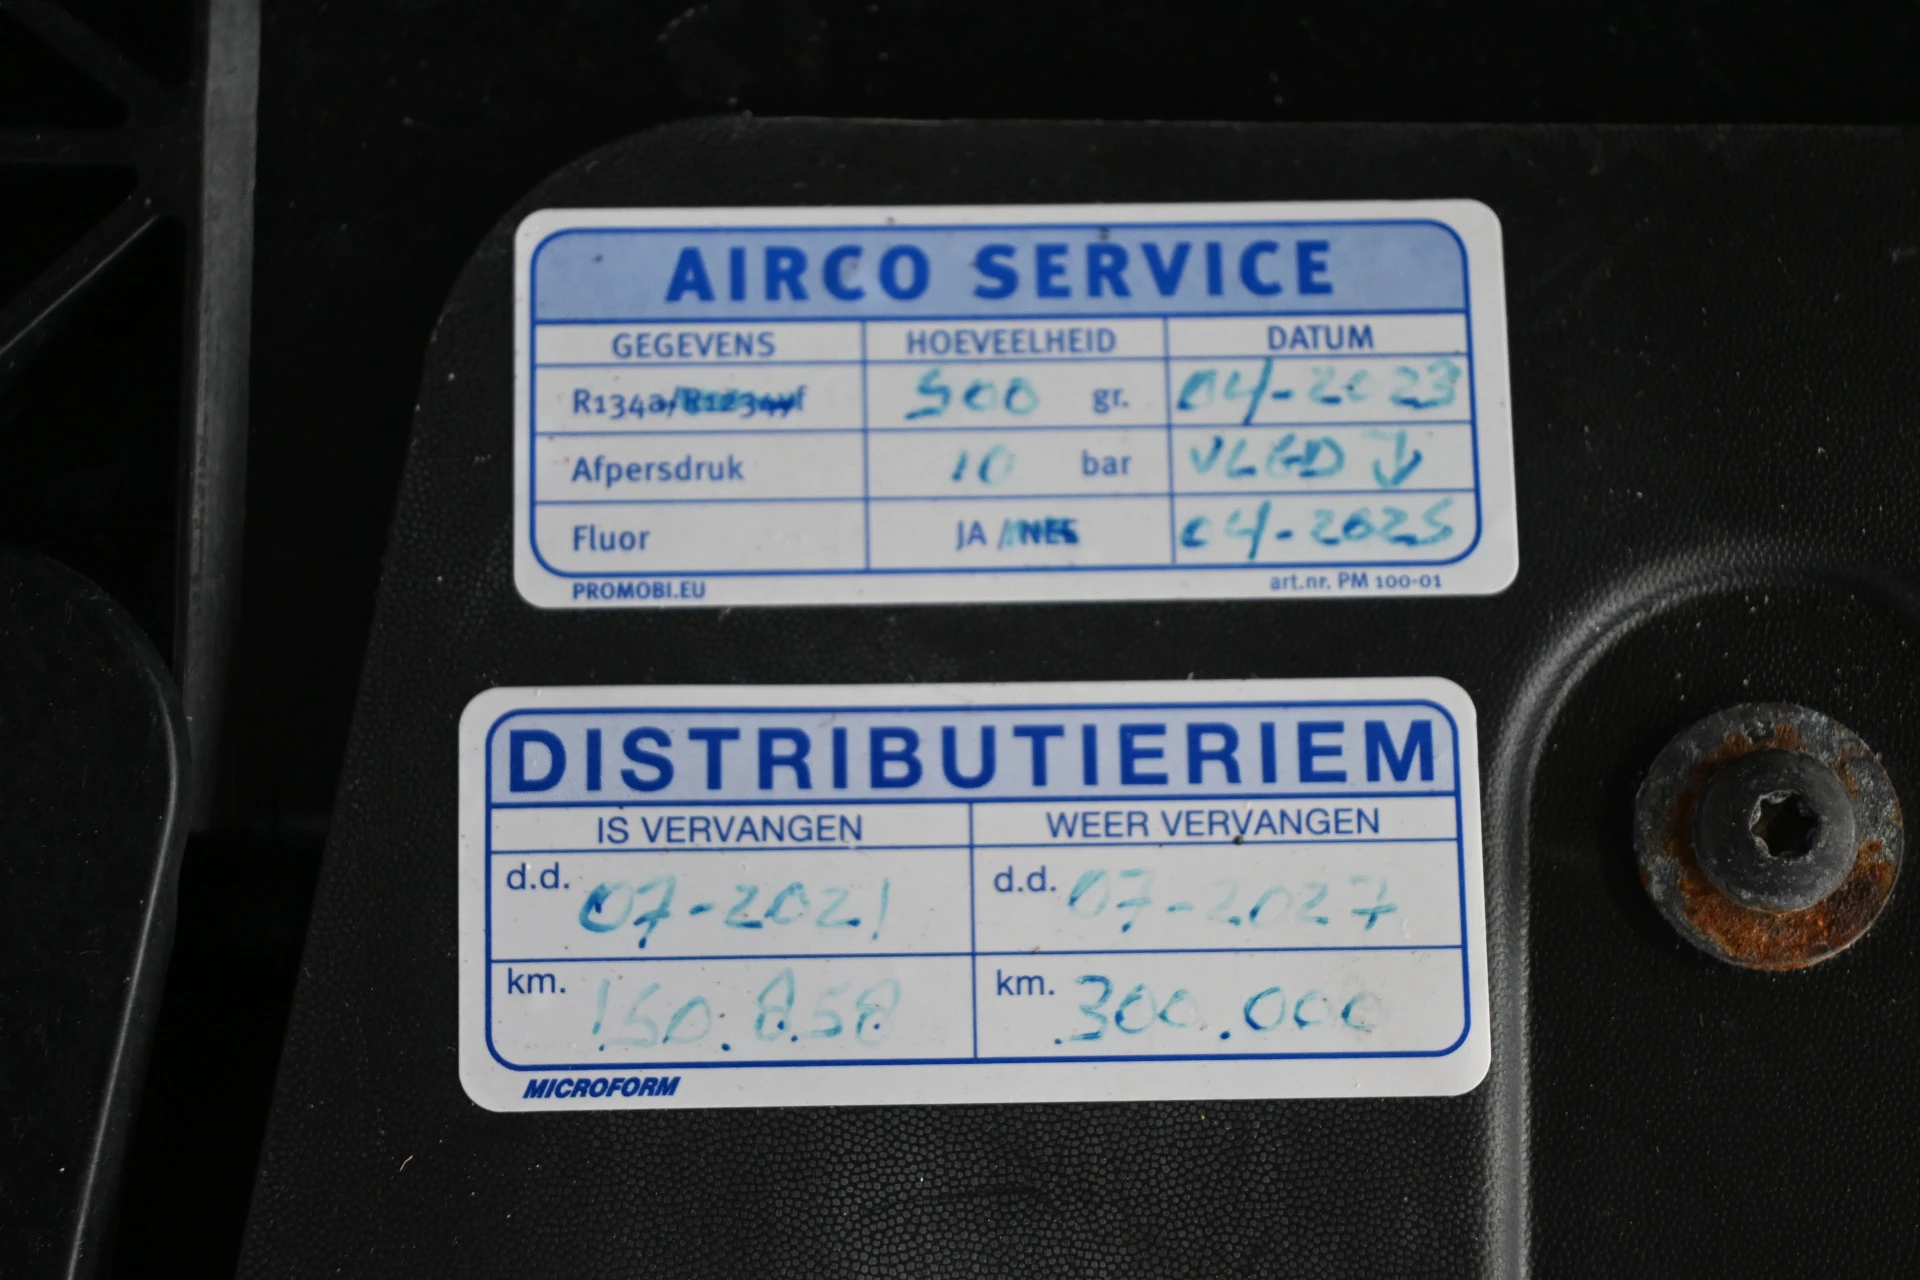 AIRCO SERVICE
GEGEVENS HOEVEELHEID DATUM
R134a/R1234yf 500 gr. 04-2023
Afpersdruk 10 bar VLGD ↓
Fluor JA / NEE 04-2025
PROMOBI.EU art.nr. PM 100-01
DISTRIBUTIERIEM
IS VERVANGEN WEER VERVANGEN
d.d. 07-2021 d.d. 07-2027
km. 150.858 km. 300.000
MICROFORM